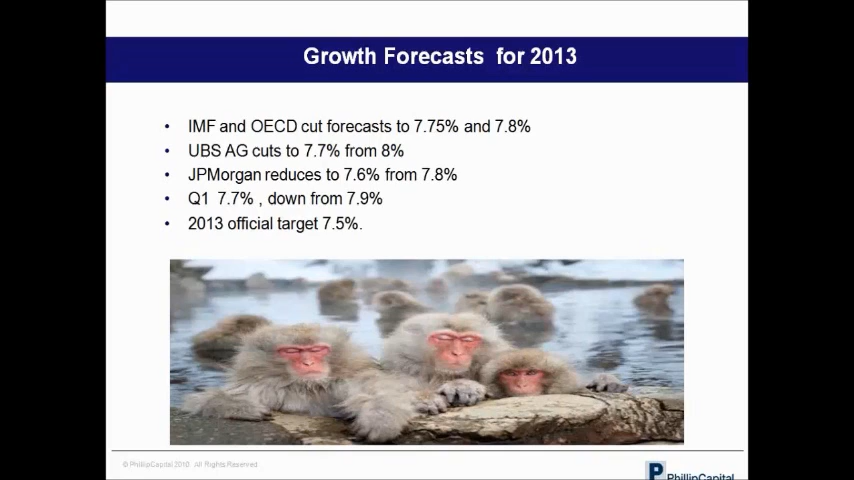 Growth Forecasts for 2013
• IMF and OECD cut forecasts to 7.75% and 7.8%
• UBS AG cuts to 7.7% from 8%
• JPMorgan reduces to 7.6% from 7.8%
• Q1 7.7% , down from 7.9%
• 2013 official target 7.5%.
© PhillipCapital 2010 All Rights Reserved
P PhillipCapital